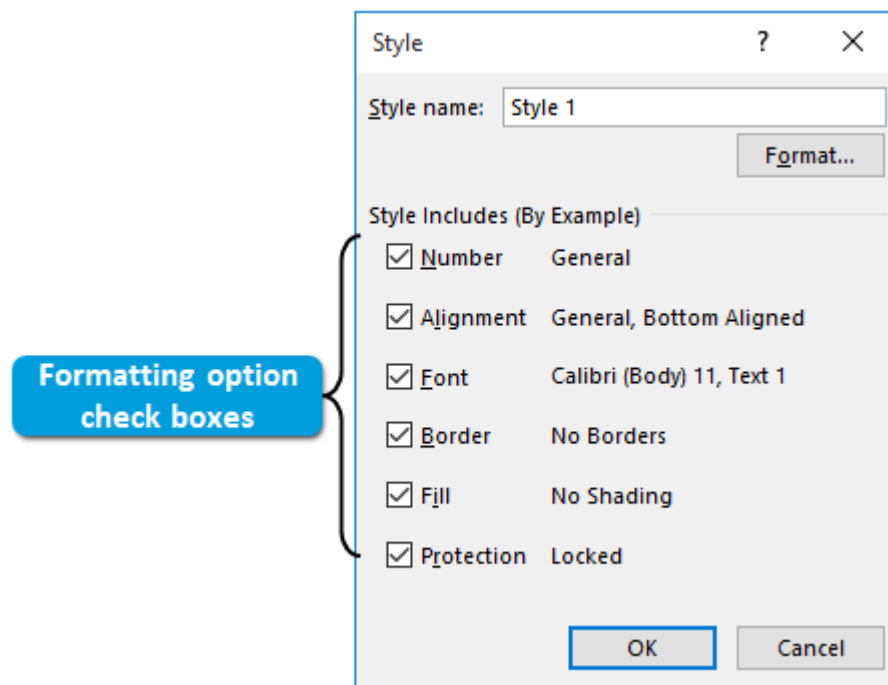 Style ?
Style name: Style 1
Format...
Style Includes (By Example)
Number General
Alignment General, Bottom Aligned
Font Calibri (Body) 11, Text 1
Formatting option
check boxes
Border No Borders
Fill No Shading
Protection Locked
OK Cancel